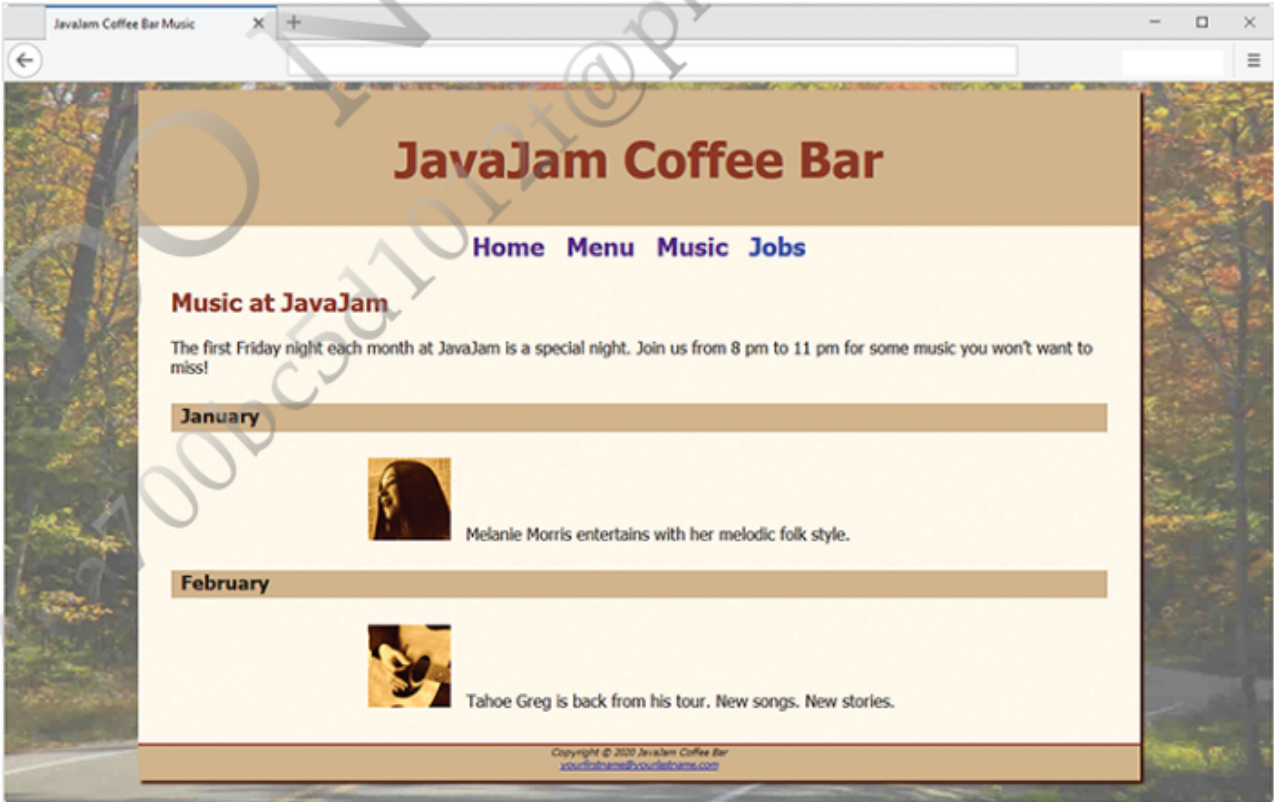 JavaJam Coffee Bar Music
JavaJam Coffee Bar
Home Menu Music Jobs
Music at JavaJam
The first Friday night each month at JavaJam is a special night. Join us from 8 pm to 11 pm for some music you won't want to
miss!
January
Melanie Morris entertains with her melodic folk style.
February
Tahoe Greg is back from his tour. New songs. New stories.
Copyright © 2020 JavaJam Coffee Bar
yourfirstname@yourlastname.com